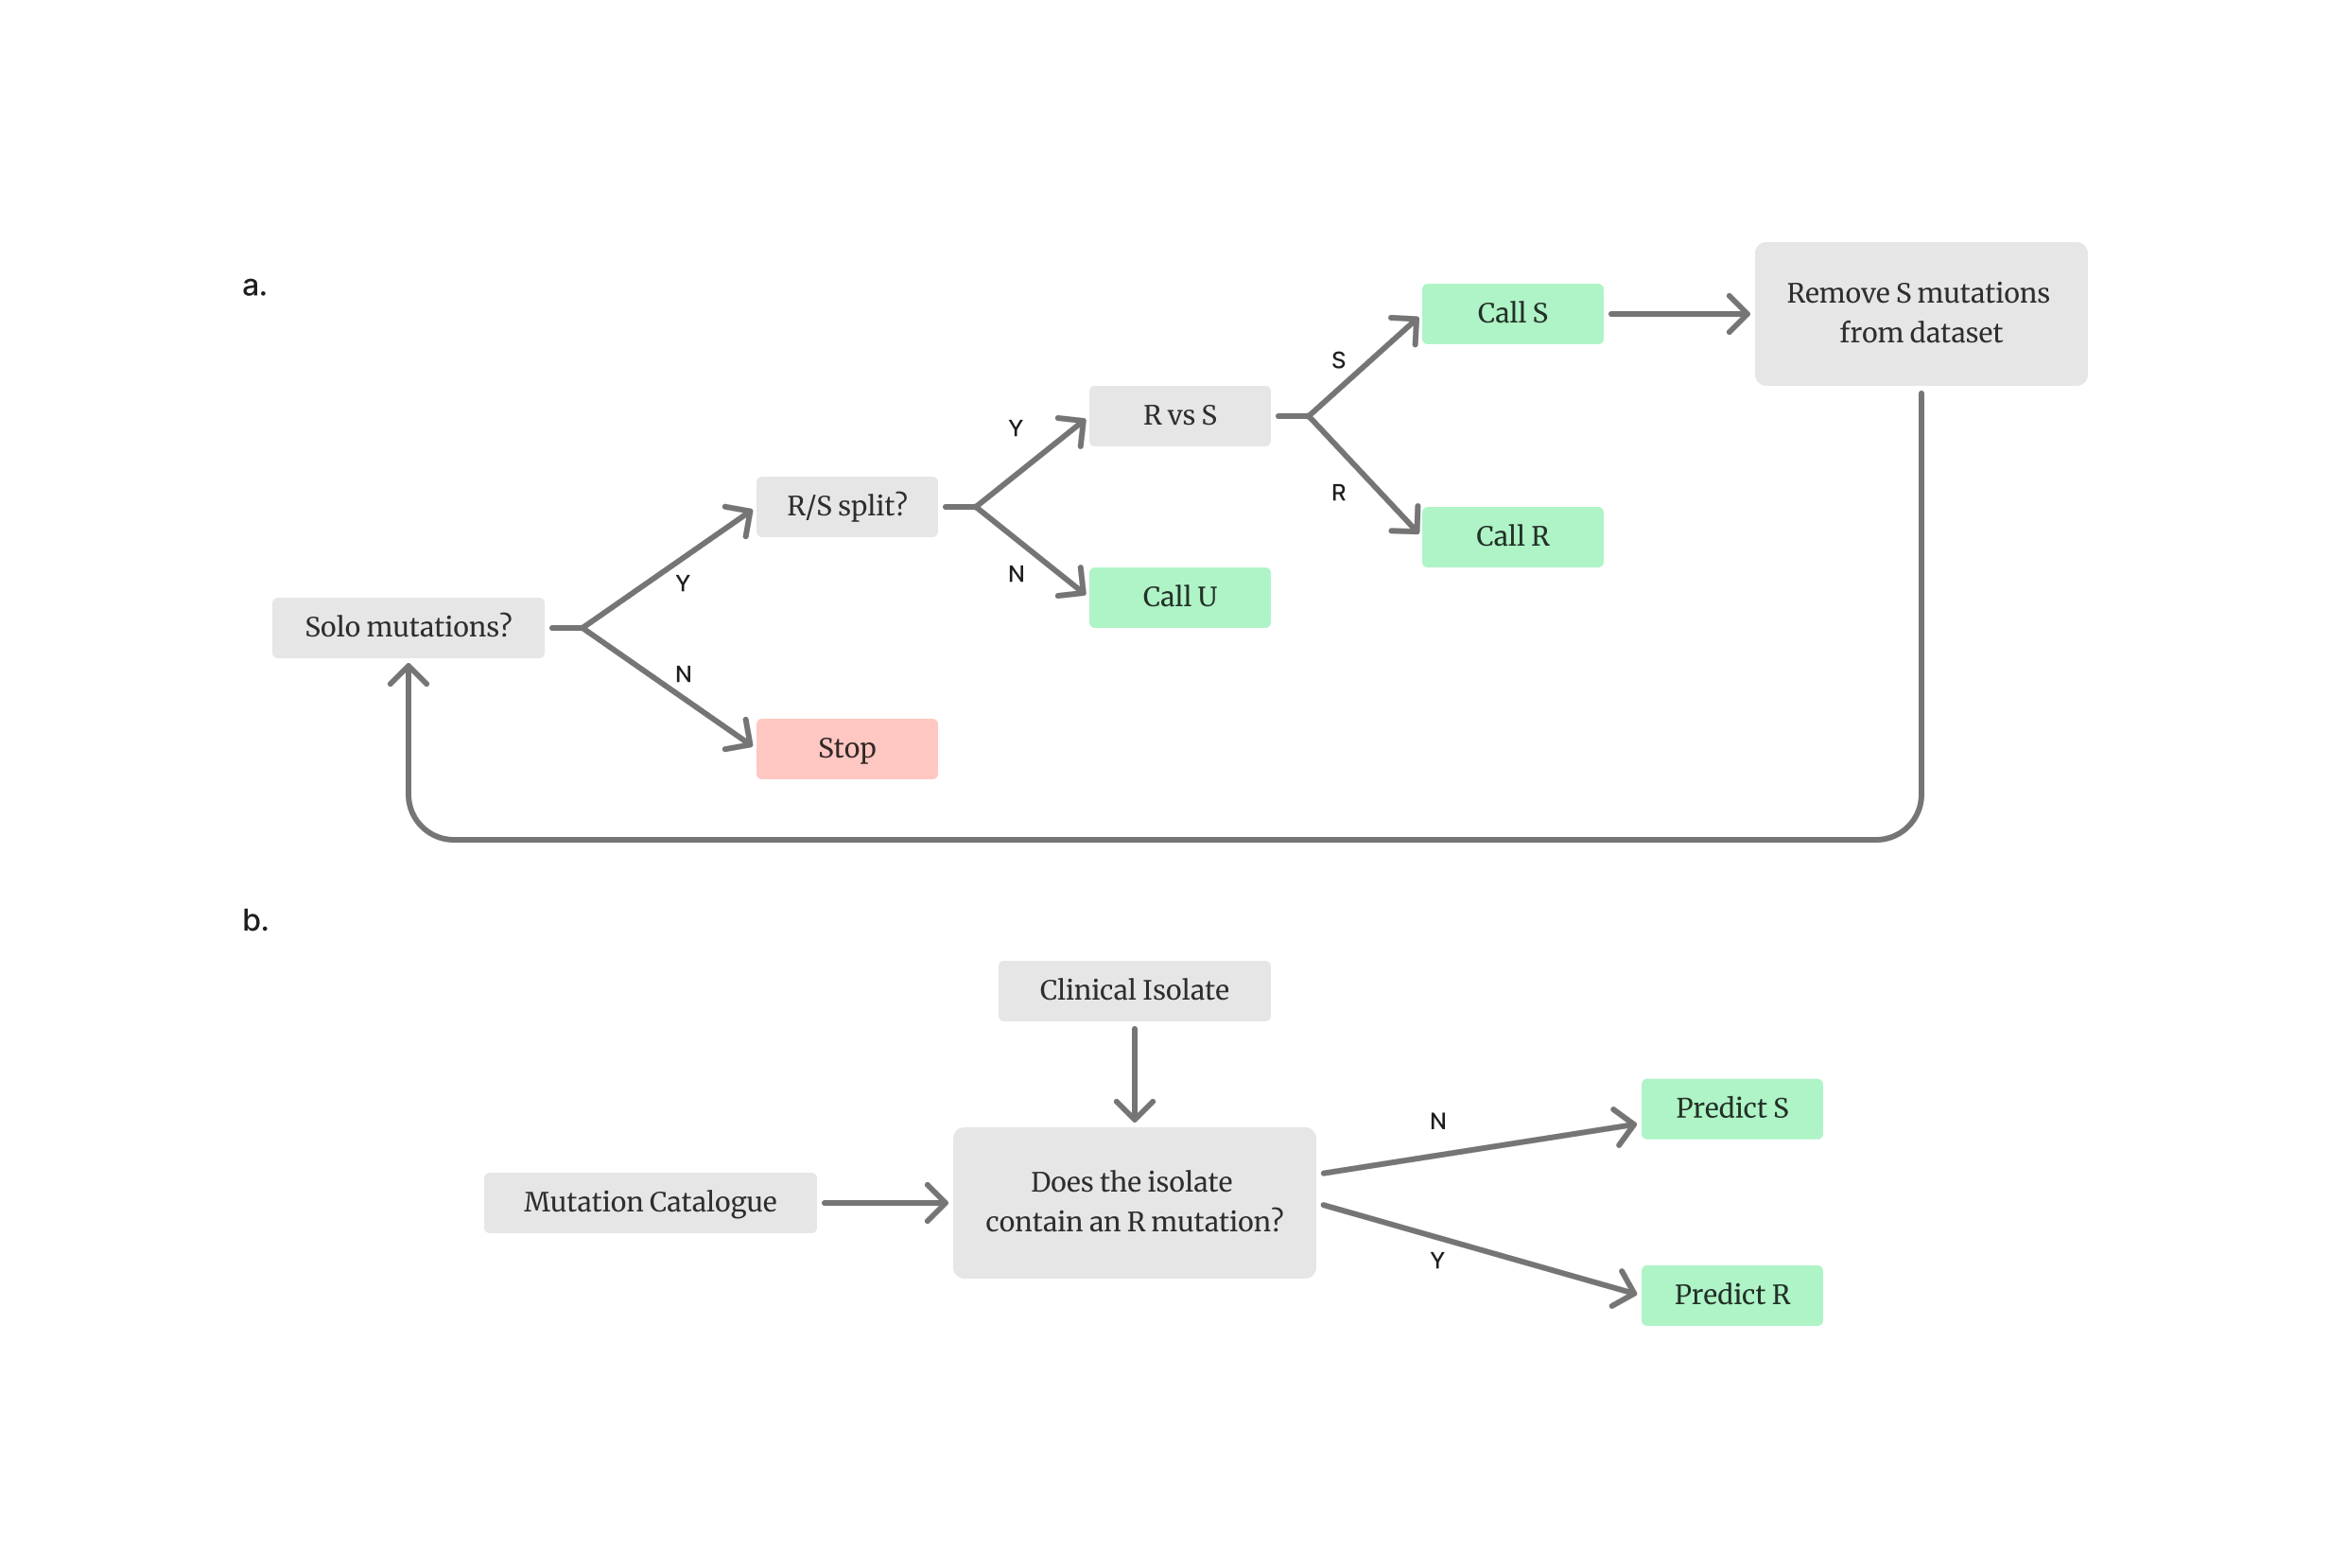 a.
Solo mutations?
Y
N
R/S split?
Stop
Y
N
R vs S
Call U
S
R
Call S
Call R
Remove S mutations
from dataset
b.
Clinical Isolate
Mutation Catalogue
Does the isolate
contain an R mutation?
N
Y
Predict S
Predict R